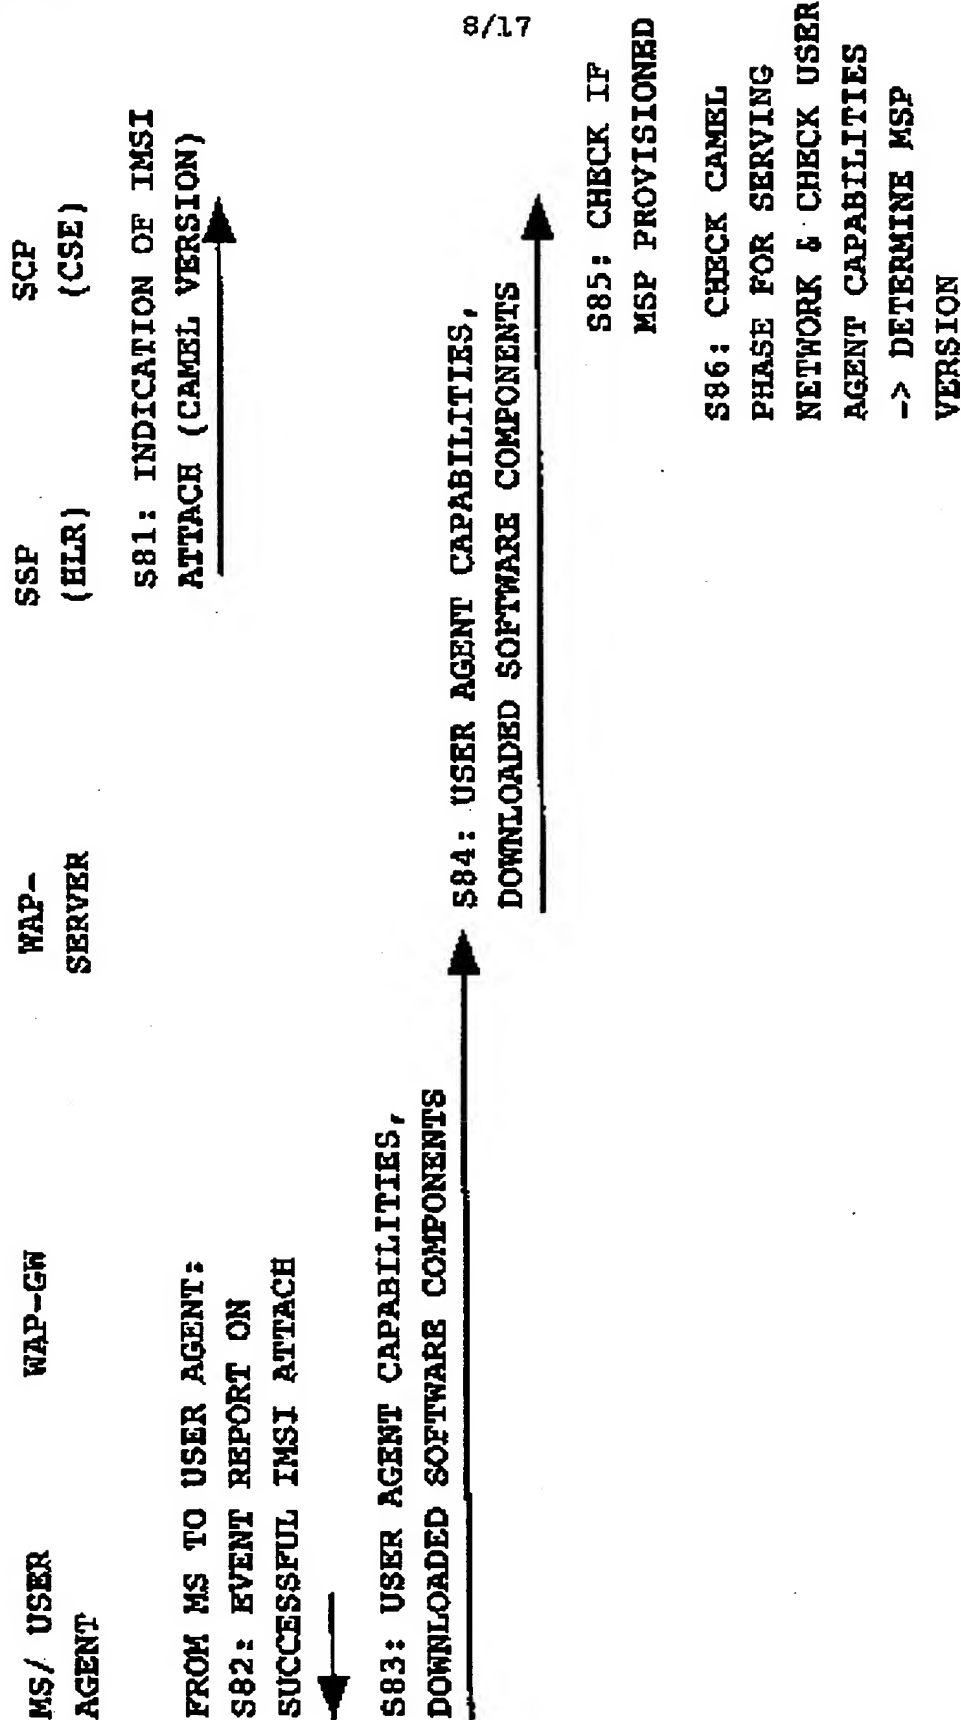 8/17
MS/ USER
AGENT
WAP-GW
WAP-
SERVER
SSP
(HLR)
SCP
(CSE)
S81: INDICATION OF IMSI
ATTACH (CAMEL VERSION)
FROM MS TO USER AGENT:
S82: EVENT REPORT ON
SUCCESSFUL IMSI ATTACH
S83: USER AGENT CAPABILITIES,
DOWNLOADED SOFTWARE COMPONENTS
S84: USER AGENT CAPABILITIES,
DOWNLOADED SOFTWARE COMPONENTS
S85: CHECK IF
MSP PROVISIONED
S86: CHECK CAMEL
PHASE FOR SERVING
NETWORK & CHECK USER
AGENT CAPABILITIES
-> DETERMINE MSP
VERSION